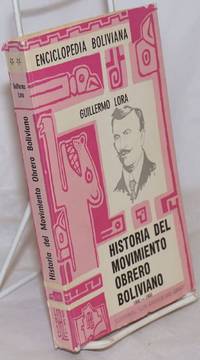 ENCICLOPEDIA BOLIVIANA
GUILLERMO LORA
HISTORIA DEL
MOVIMIENTO
OBRERO
BOLIVIANO
Guillermo
Lora
Historia del Movimiento Obrero Boliviano